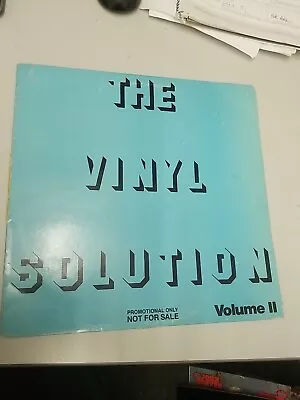 THE
VINYL
SOLUTION
PROMOTIONAL ONLY
NOT FOR SALE
Volume II